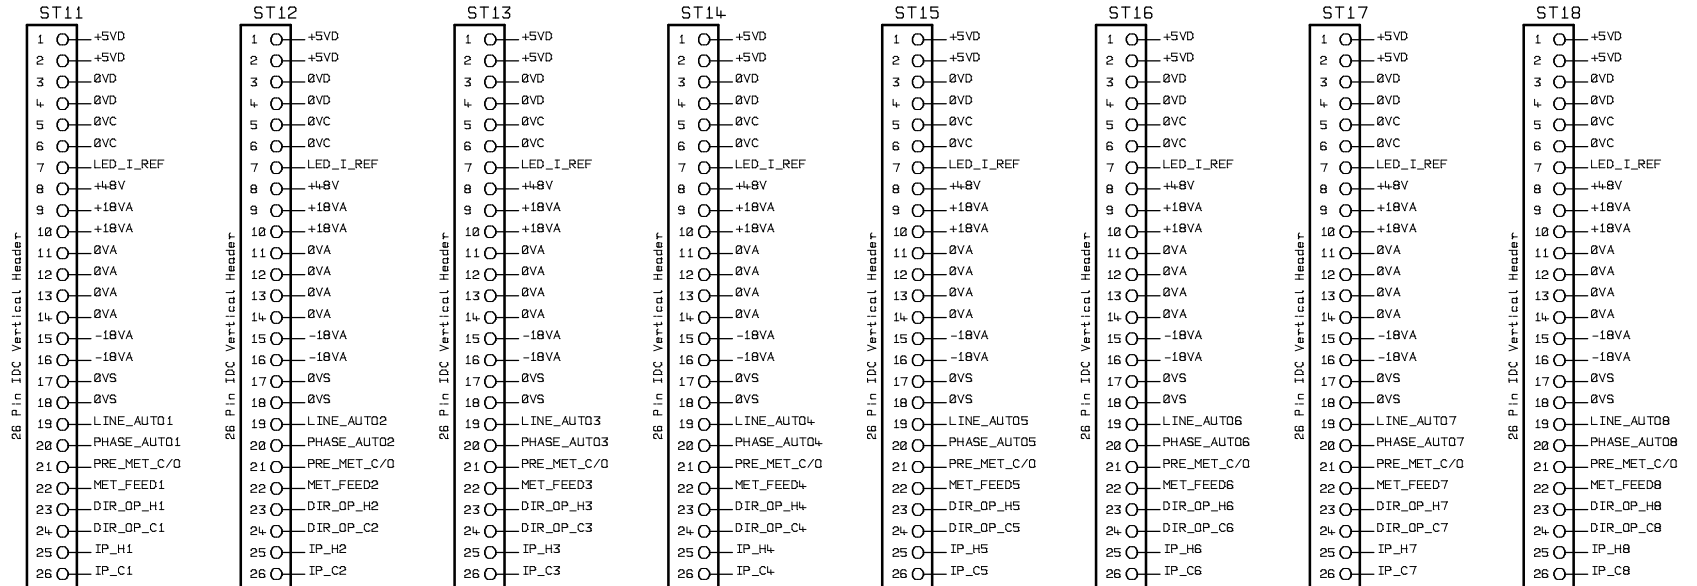 ST11
1 +5VD
2 +5VD
3 0VD
4 0VD
5 0VC
6 0VC
7 LED_I_REF
8 +48V
9 +18VA
10 +18VA
11 0VA
12 0VA
13 0VA
14 0VA
15 -18VA
16 -18VA
17 0VS
18 0VS
19 LINE_AUTO1
20 PHASE_AUTO1
21 PRE_MET_C/O
22 MET_FEED1
23 DIR_OP_H1
24 DIR_OP_C1
25 IP_H1
26 IP_C1
26 Pin IDC Vertical Header
ST12
1 +5VD
2 +5VD
3 0VD
4 0VD
5 0VC
6 0VC
7 LED_I_REF
8 +48V
9 +18VA
10 +18VA
11 0VA
12 0VA
13 0VA
14 0VA
15 -18VA
16 -18VA
17 0VS
18 0VS
19 LINE_AUTO2
20 PHASE_AUTO2
21 PRE_MET_C/O
22 MET_FEED2
23 DIR_OP_H2
24 DIR_OP_C2
25 IP_H2
26 IP_C2
26 Pin IDC Vertical Header
ST13
1 +5VD
2 +5VD
3 0VD
4 0VD
5 0VC
6 0VC
7 LED_I_REF
8 +48V
9 +18VA
10 +18VA
11 0VA
12 0VA
13 0VA
14 0VA
15 -18VA
16 -18VA
17 0VS
18 0VS
19 LINE_AUTO3
20 PHASE_AUTO3
21 PRE_MET_C/O
22 MET_FEED3
23 DIR_OP_H3
24 DIR_OP_C3
25 IP_H3
26 IP_C3
26 Pin IDC Vertical Header
ST14
1 +5VD
2 +5VD
3 0VD
4 0VD
5 0VC
6 0VC
7 LED_I_REF
8 +48V
9 +18VA
10 +18VA
11 0VA
12 0VA
13 0VA
14 0VA
15 -18VA
16 -18VA
17 0VS
18 0VS
19 LINE_AUTO4
20 PHASE_AUTO4
21 PRE_MET_C/O
22 MET_FEED4
23 DIR_OP_H4
24 DIR_OP_C4
25 IP_H4
26 IP_C4
26 Pin IDC Vertical Header
ST15
1 +5VD
2 +5VD
3 0VD
4 0VD
5 0VC
6 0VC
7 LED_I_REF
8 +48V
9 +18VA
10 +18VA
11 0VA
12 0VA
13 0VA
14 0VA
15 -18VA
16 -18VA
17 0VS
18 0VS
19 LINE_AUTO5
20 PHASE_AUTO5
21 PRE_MET_C/O
22 MET_FEED5
23 DIR_OP_H5
24 DIR_OP_C5
25 IP_H5
26 IP_C5
26 Pin IDC Vertical Header
ST16
1 +5VD
2 +5VD
3 0VD
4 0VD
5 0VC
6 0VC
7 LED_I_REF
8 +48V
9 +18VA
10 +18VA
11 0VA
12 0VA
13 0VA
14 0VA
15 -18VA
16 -18VA
17 0VS
18 0VS
19 LINE_AUTO6
20 PHASE_AUTO6
21 PRE_MET_C/O
22 MET_FEED6
23 DIR_OP_H6
24 DIR_OP_C6
25 IP_H6
26 IP_C6
26 Pin IDC Vertical Header
ST17
1 +5VD
2 +5VD
3 0VD
4 0VD
5 0VC
6 0VC
7 LED_I_REF
8 +48V
9 +18VA
10 +18VA
11 0VA
12 0VA
13 0VA
14 0VA
15 -18VA
16 -18VA
17 0VS
18 0VS
19 LINE_AUTO7
20 PHASE_AUTO7
21 PRE_MET_C/O
22 MET_FEED7
23 DIR_OP_H7
24 DIR_OP_C7
25 IP_H7
26 IP_C7
26 Pin IDC Vertical Header
ST18
1 +5VD
2 +5VD
3 0VD
4 0VD
5 0VC
6 0VC
7 LED_I_REF
8 +48V
9 +18VA
10 +18VA
11 0VA
12 0VA
13 0VA
14 0VA
15 -18VA
16 -18VA
17 0VS
18 0VS
19 LINE_AUTO8
20 PHASE_AUTO8
21 PRE_MET_C/O
22 MET_FEED8
23 DIR_OP_H8
24 DIR_OP_C8
25 IP_H8
26 IP_C8
26 Pin IDC Vertical Header